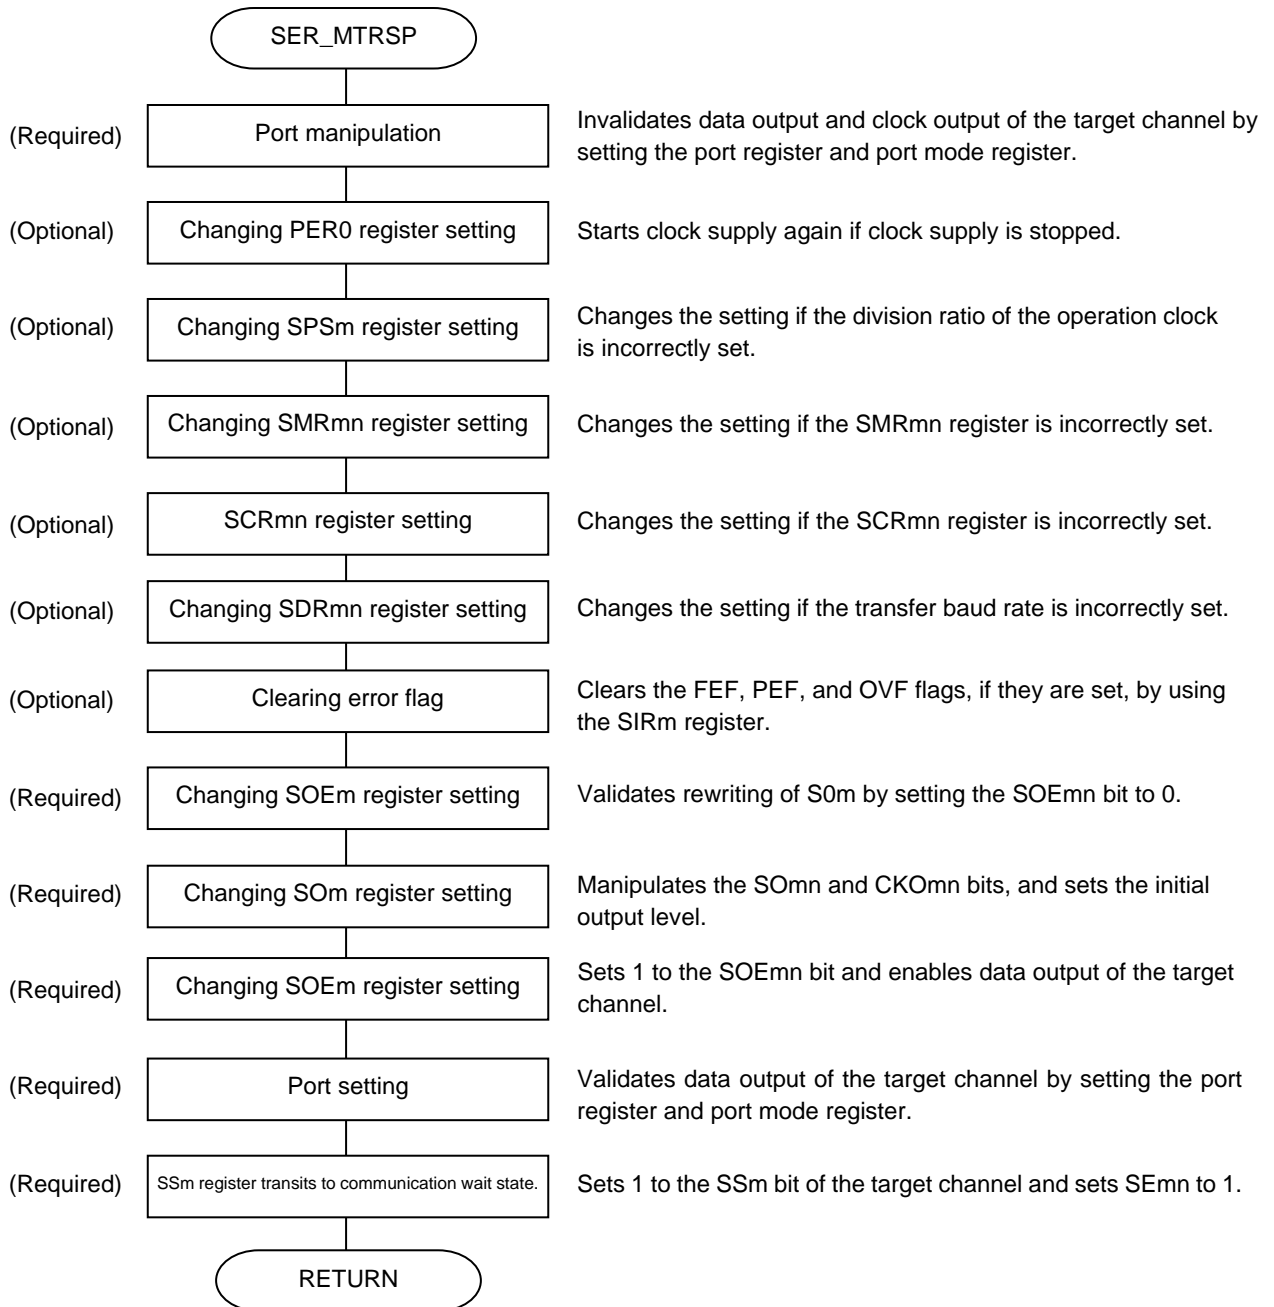 SER_MTRSP
(Required)
Port manipulation
Invalidates data output and clock output of the target channel by
setting the port register and port mode register.
(Optional)
Changing PER0 register setting
Starts clock supply again if clock supply is stopped.
(Optional)
Changing SPSm register setting
Changes the setting if the division ratio of the operation clock
is incorrectly set.
(Optional)
Changing SMRmn register setting
Changes the setting if the SMRmn register is incorrectly set.
(Optional)
SCRmn register setting
Changes the setting if the SCRmn register is incorrectly set.
(Optional)
Changing SDRmn register setting
Changes the setting if the transfer baud rate is incorrectly set.
(Optional)
Clearing error flag
Clears the FEF, PEF, and OVF flags, if they are set, by using
the SIRm register.
(Required)
Changing SOEm register setting
Validates rewriting of S0m by setting the SOEmn bit to 0.
(Required)
Changing SOm register setting
Manipulates the SOmn and CKOmn bits, and sets the initial
output level.
(Required)
Changing SOEm register setting
Sets 1 to the SOEmn bit and enables data output of the target
channel.
(Required)
Port setting
Validates data output of the target channel by setting the port
register and port mode register.
(Required)
SSm register transits to communication wait state.
Sets 1 to the SSm bit of the target channel and sets SEmn to 1.
RETURN